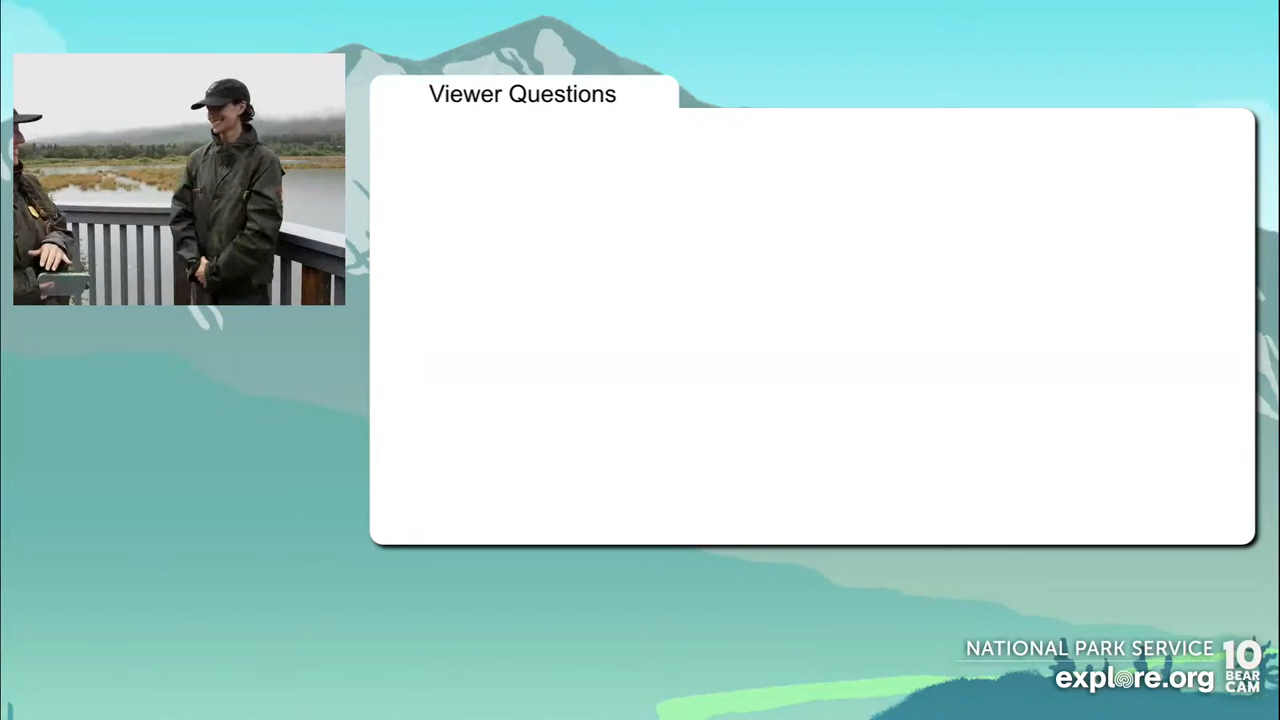 Viewer Questions
NATIONAL PARK SERVICE
explore.org
10
BEAR
CAM